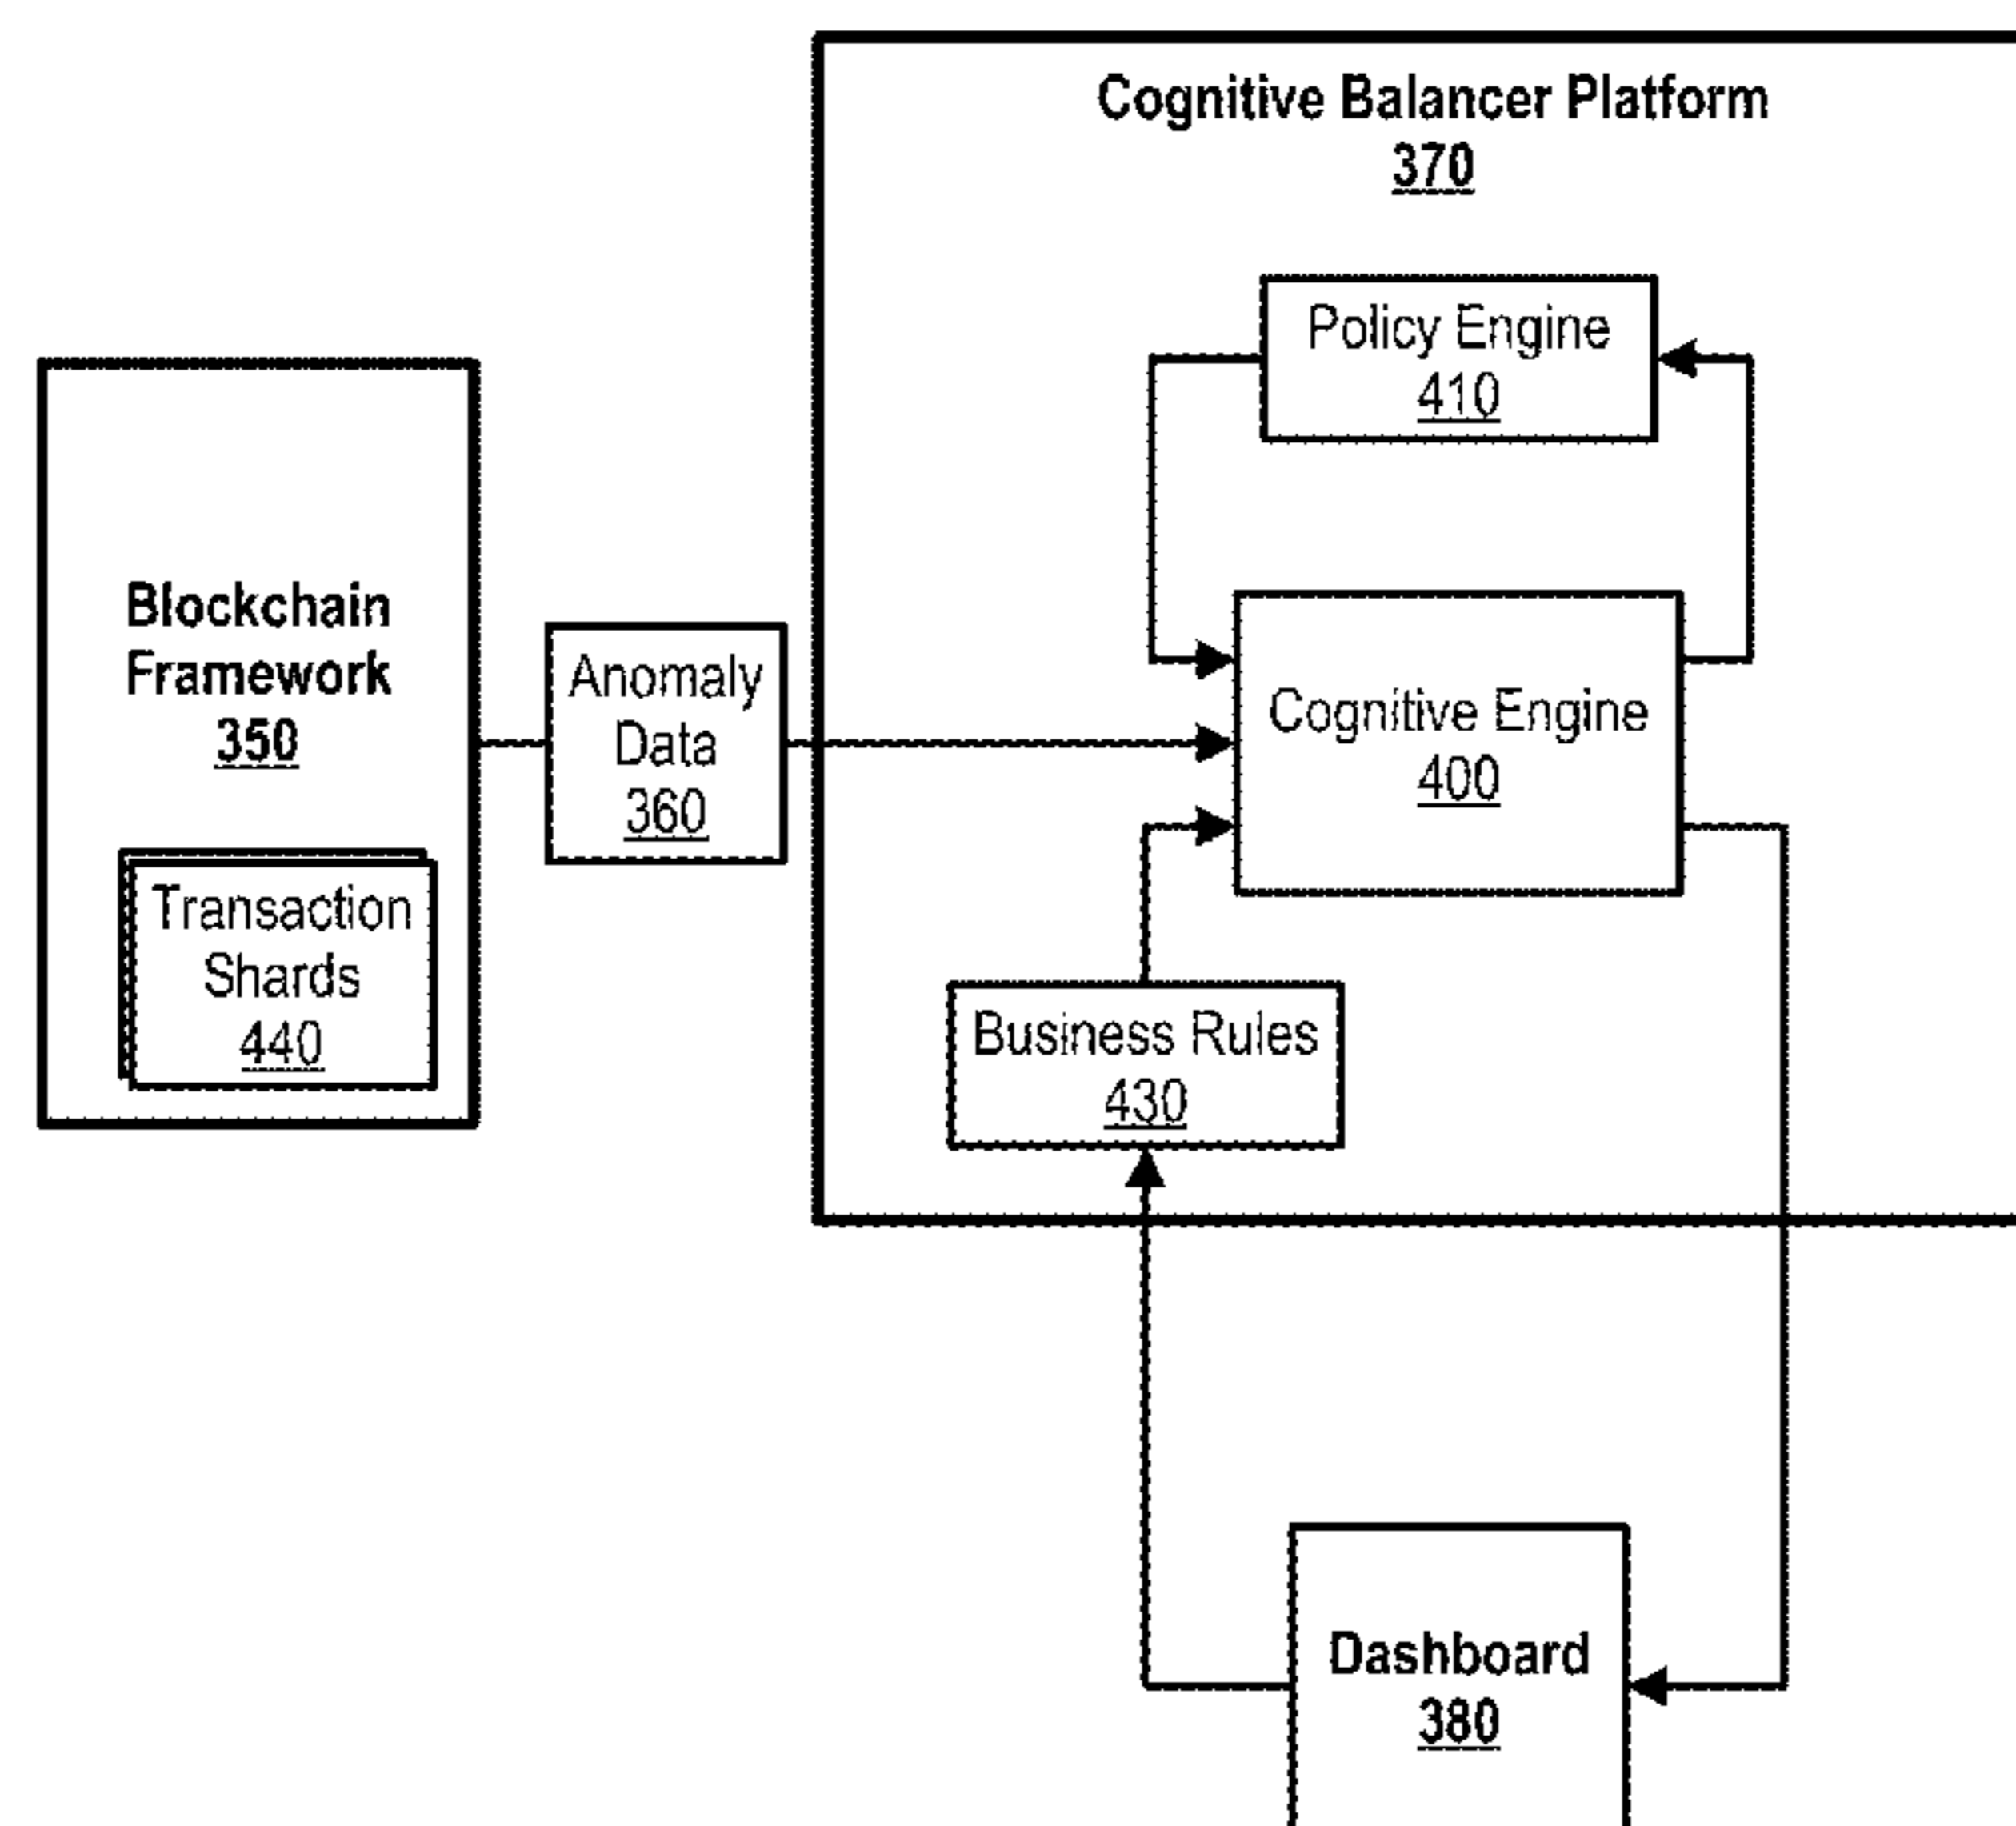 Cognitive Balancer Platform
370
Policy Engine
410
Blockchain
Framework
350
Anomaly
Data
360
Cognitive Engine
400
Transaction
Shards
440
Business Rules
430
Dashboard
380